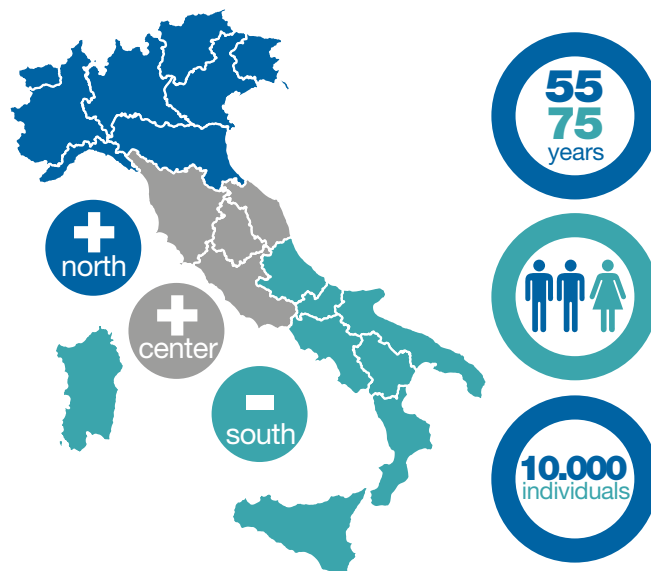 55
75
years
+
north
+
center
-
south
10.000
individuals